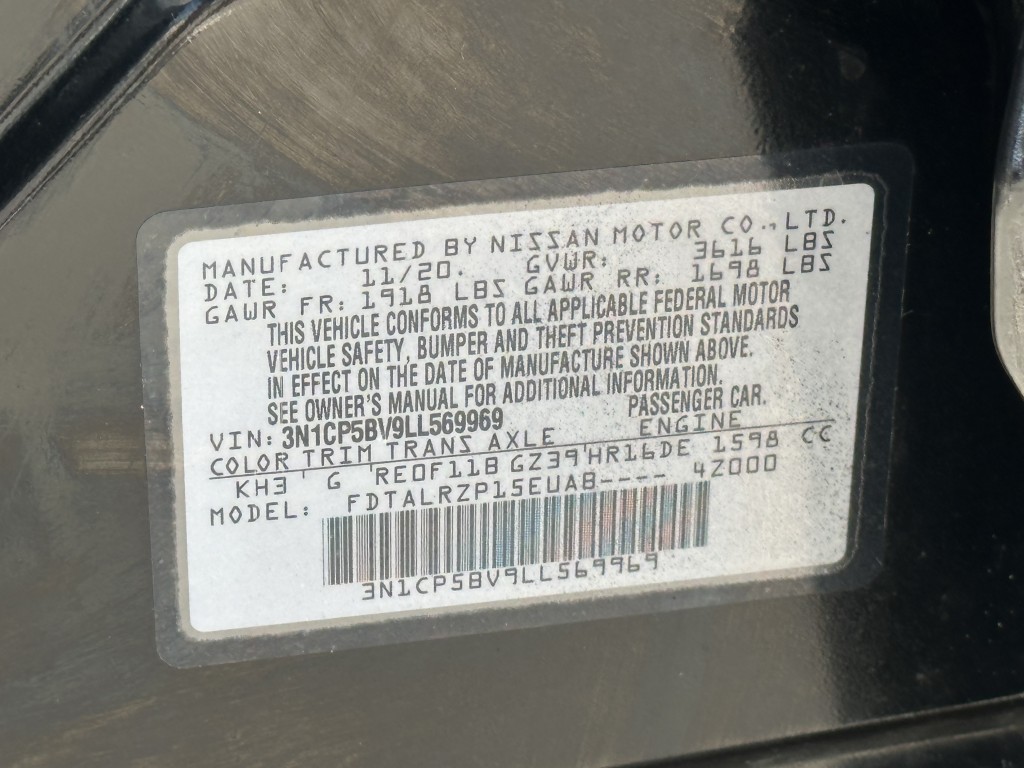 MANUFACTURED BY NISSAN MOTOR CO., LTD.
DATE: 11/20. GVWR: 3616 LBS
GAWR FR: 1918 LBS GAWR RR: 1698 LBS
THIS VEHICLE CONFORMS TO ALL APPLICABLE FEDERAL MOTOR
VEHICLE SAFETY, BUMPER AND THEFT PREVENTION STANDARDS
IN EFFECT ON THE DATE OF MANUFACTURE SHOWN ABOVE.
SEE OWNER'S MANUAL FOR ADDITIONAL INFORMATION.
VIN: 3N1CP5BV9LL569969 PASSENGER CAR.
COLOR TRIM TRANS AXLE ENGINE
KH3 ' G 'RE0F11B GZ39'HR16DE 1598 CC
MODEL: FDTALRZP15EUAB---- 4Z000
3N1CP5BV9LL569969